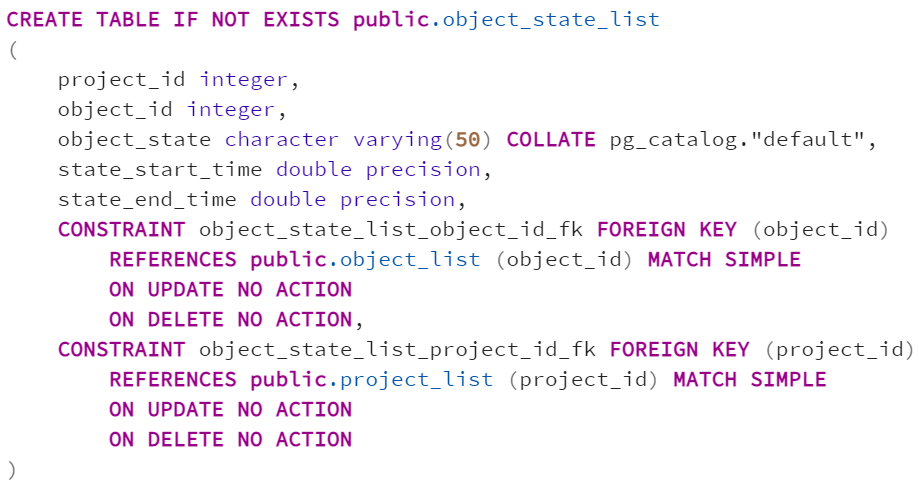 CREATE TABLE IF NOT EXISTS public.object_state_list
(
    project_id integer,
    object_id integer,
    object_state character varying(50) COLLATE pg_catalog."default",
    state_start_time double precision,
    state_end_time double precision,
    CONSTRAINT object_state_list_object_id_fk FOREIGN KEY (object_id)
        REFERENCES public.object_list (object_id) MATCH SIMPLE
        ON UPDATE NO ACTION
        ON DELETE NO ACTION,
    CONSTRAINT object_state_list_project_id_fk FOREIGN KEY (project_id)
        REFERENCES public.project_list (project_id) MATCH SIMPLE
        ON UPDATE NO ACTION
        ON DELETE NO ACTION
)